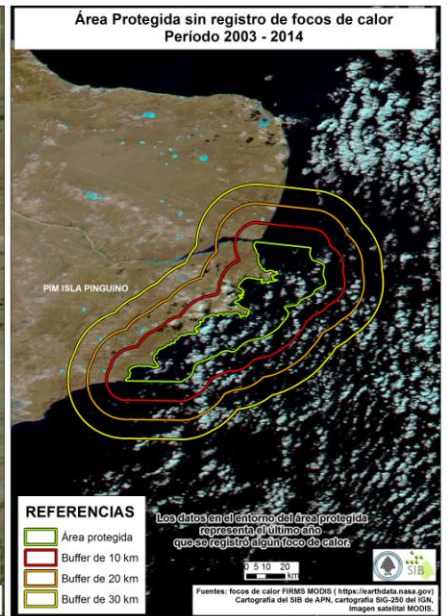 Área Protegida sin registro de focos de calor
Período 2003 - 2014
PIM ISLA PINGUINO
REFERENCIAS
Área protegida
Buffer de 10 km
Buffer de 20 km
Buffer de 30 km
Los datos en el entorno del área protegida
representa el último año
que se registró algún foco de calor.
0 5 10 20
km
SIB
Fuentes: focos de calor FIRMS MODIS ( https://earthdata.nasa.gov)
Cartografía del SIB de APN, cartografía SIG-250 del IGN,
Imagen satelital MODIS.